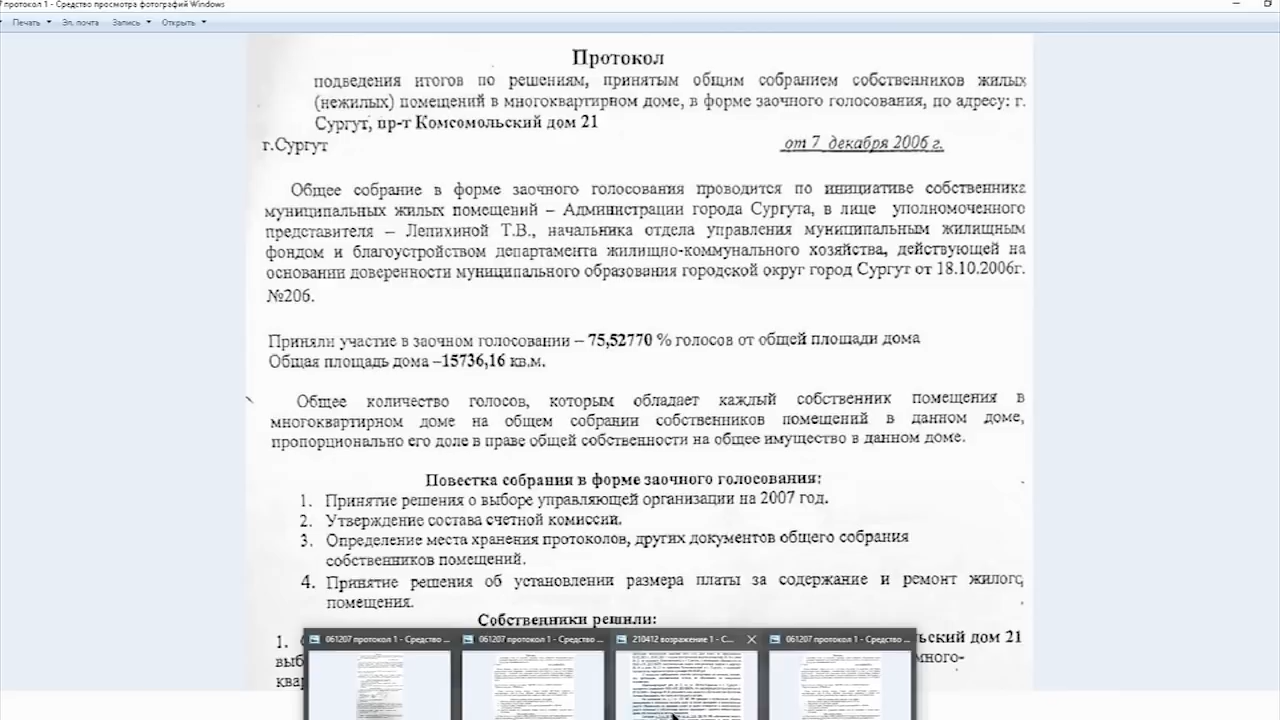 7 протокол 1 - Средство просмотра фотографий Windows
Печать Эл. почта Запись Открыть
Протокол
подведения итогов по решениям, принятым общим собранием собственников жилых
(нежилых) помещений в многоквартирном доме, в форме заочного голосования, по адресу: г.
Сургут, пр-т Комсомольский дом 21
г.Сургут от 7 декабря 2006 г.
Общее собрание в форме заочного голосования проводится по инициативе собственника
муниципальных жилых помещений – Администрации города Сургута, в лице уполномоченного
представителя – Лепихиной Т.В., начальника отдела управления муниципальным жилищным
фондом и благоустройством департамента жилищно-коммунального хозяйства, действующей на
основании доверенности муниципального образования городской округ город Сургут от 18.10.2006г.
№206.
Приняли участие в заочном голосовании – 75,52770 % голосов от общей площади дома
Общая площадь дома –15736,16 кв.м.
Общее количество голосов, которым обладает каждый собственник помещения в
многоквартирном доме на общем собрании собственников помещений в данном доме,
пропорционально его доле в праве общей собственности на общее имущество в данном доме.
Повестка собрания в форме заочного голосования:
1. Принятие решения о выборе управляющей организации на 2007 год.
2. Утверждение состава счетной комиссии.
3. Определение места хранения протоколов, других документов общего собрания
собственников помещений.
4. Принятие решения об установлении размера платы за содержание и ремонт жилого
помещения.
Собственники решили:
1. льский дом 21
выб много-
квар
061207 протокол 1 - Средство ... 061207 протокол 1 - Средство ... 210412 возражение 1 - С... 061207 протокол 1 - Средство ...